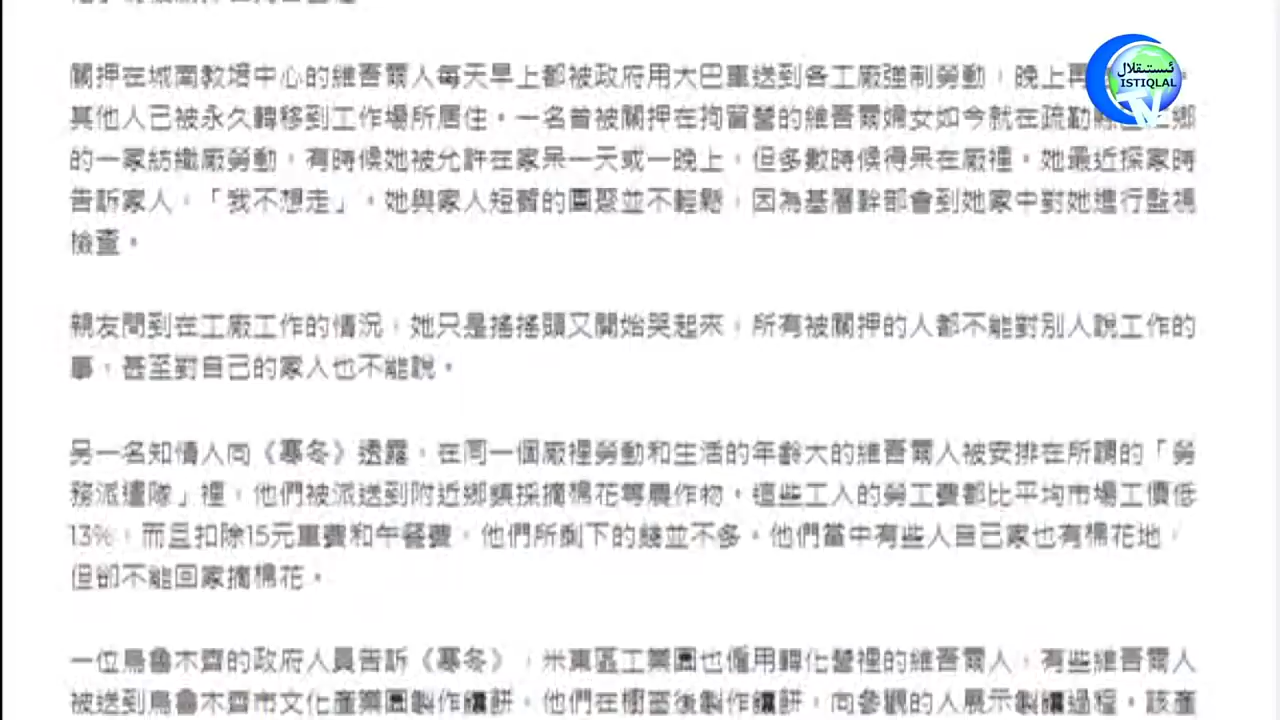 關押在城南教培中心的維吾爾人每天早上都被政府用大巴車送到各工廠強制勞動，晚上再
其他人已被永久轉移到工作場所居住。一名曾被關押在拘留營的維吾爾婦女如今就在疏勒縣 鄉
的一家紡織廠勞動，有時候她被允許在家呆一天或一晚上，但多數時候得呆在廠裡。她最近探家時
告訴家人，「我不想走」。她與家人短暫的團聚並不輕鬆，因為基層幹部會到她家中對她進行監視
檢查。
親友問到在工廠工作的情況，她只是搖搖頭又開始哭起來，所有被關押的人都不能對別人說工作的
事，甚至對自己的家人也不能說。
另一名知情人向《寒冬》透露，在同一個廠裡勞動和生活的年齡大的維吾爾人被安排在所謂的「勞
務派遣隊」裡，他們被派送到附近鄉鎮採摘棉花等農作物。這些工人的勞工費都比平均市場工價低
13%，而且扣除15元車費和午餐費，他們所剩下的錢並不多。他們當中有些人自己家也有棉花地，
但卻不能回家摘棉花。
一位烏魯木齊的政府人員告訴《寒冬》，米東區工業園也僱用轉化營裡的維吾爾人，有些維吾爾人
被送到烏魯木齊市文化產業園製作饢餅，他們在櫥窗後製作饢餅，向參觀的人展示製饢過程。該產
ئىستىقلال
ISTIQLAL
TV